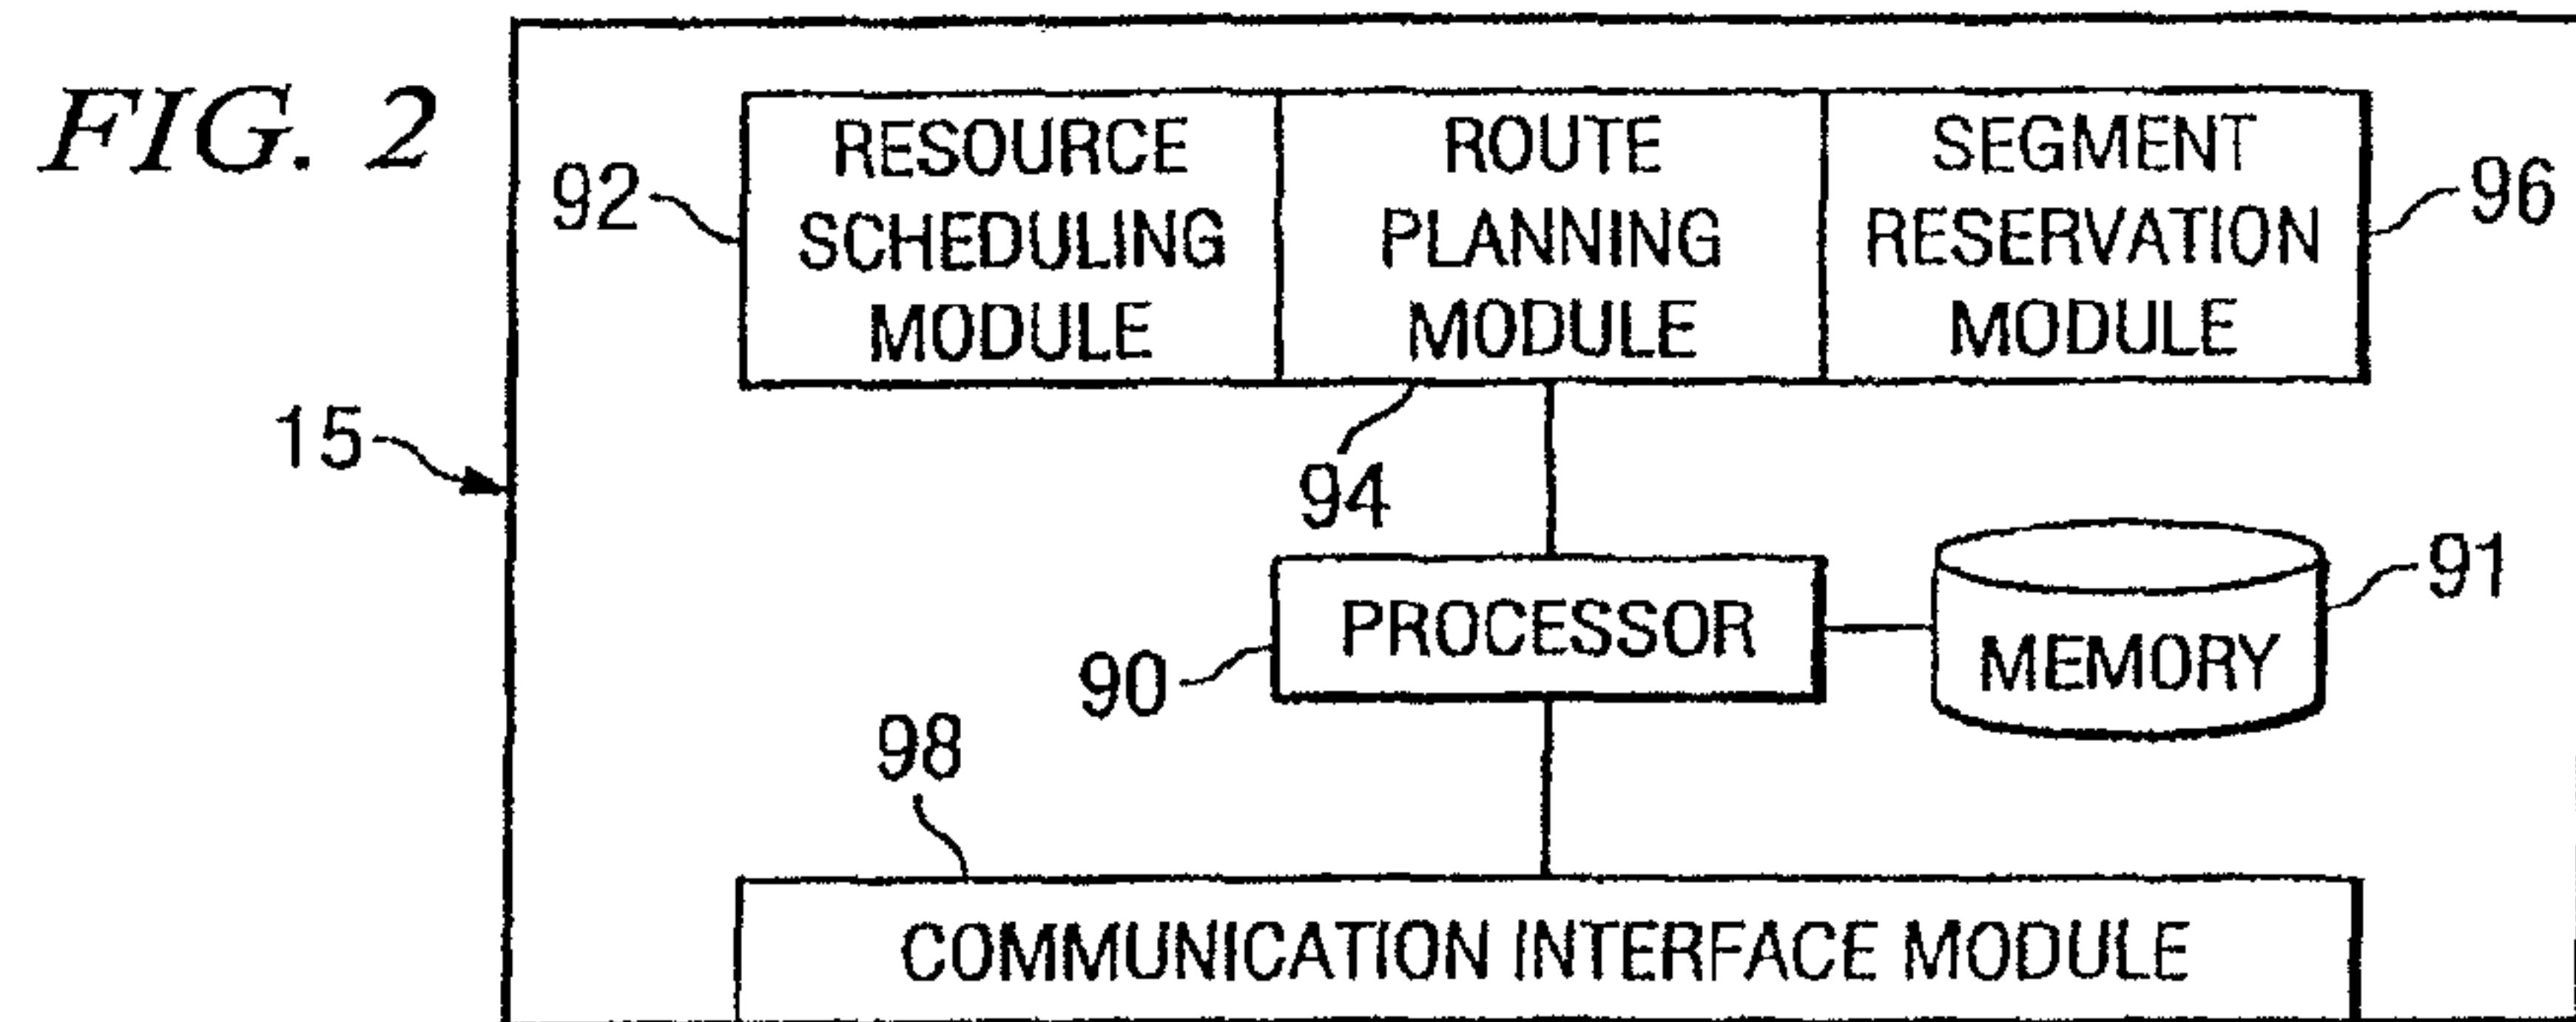 FIG. 2
92
RESOURCE
SCHEDULING
MODULE
ROUTE
PLANNING
MODULE
SEGMENT
RESERVATION
MODULE
96
15
94
PROCESSOR
90
MEMORY
91
98
COMMUNICATION INTERFACE MODULE